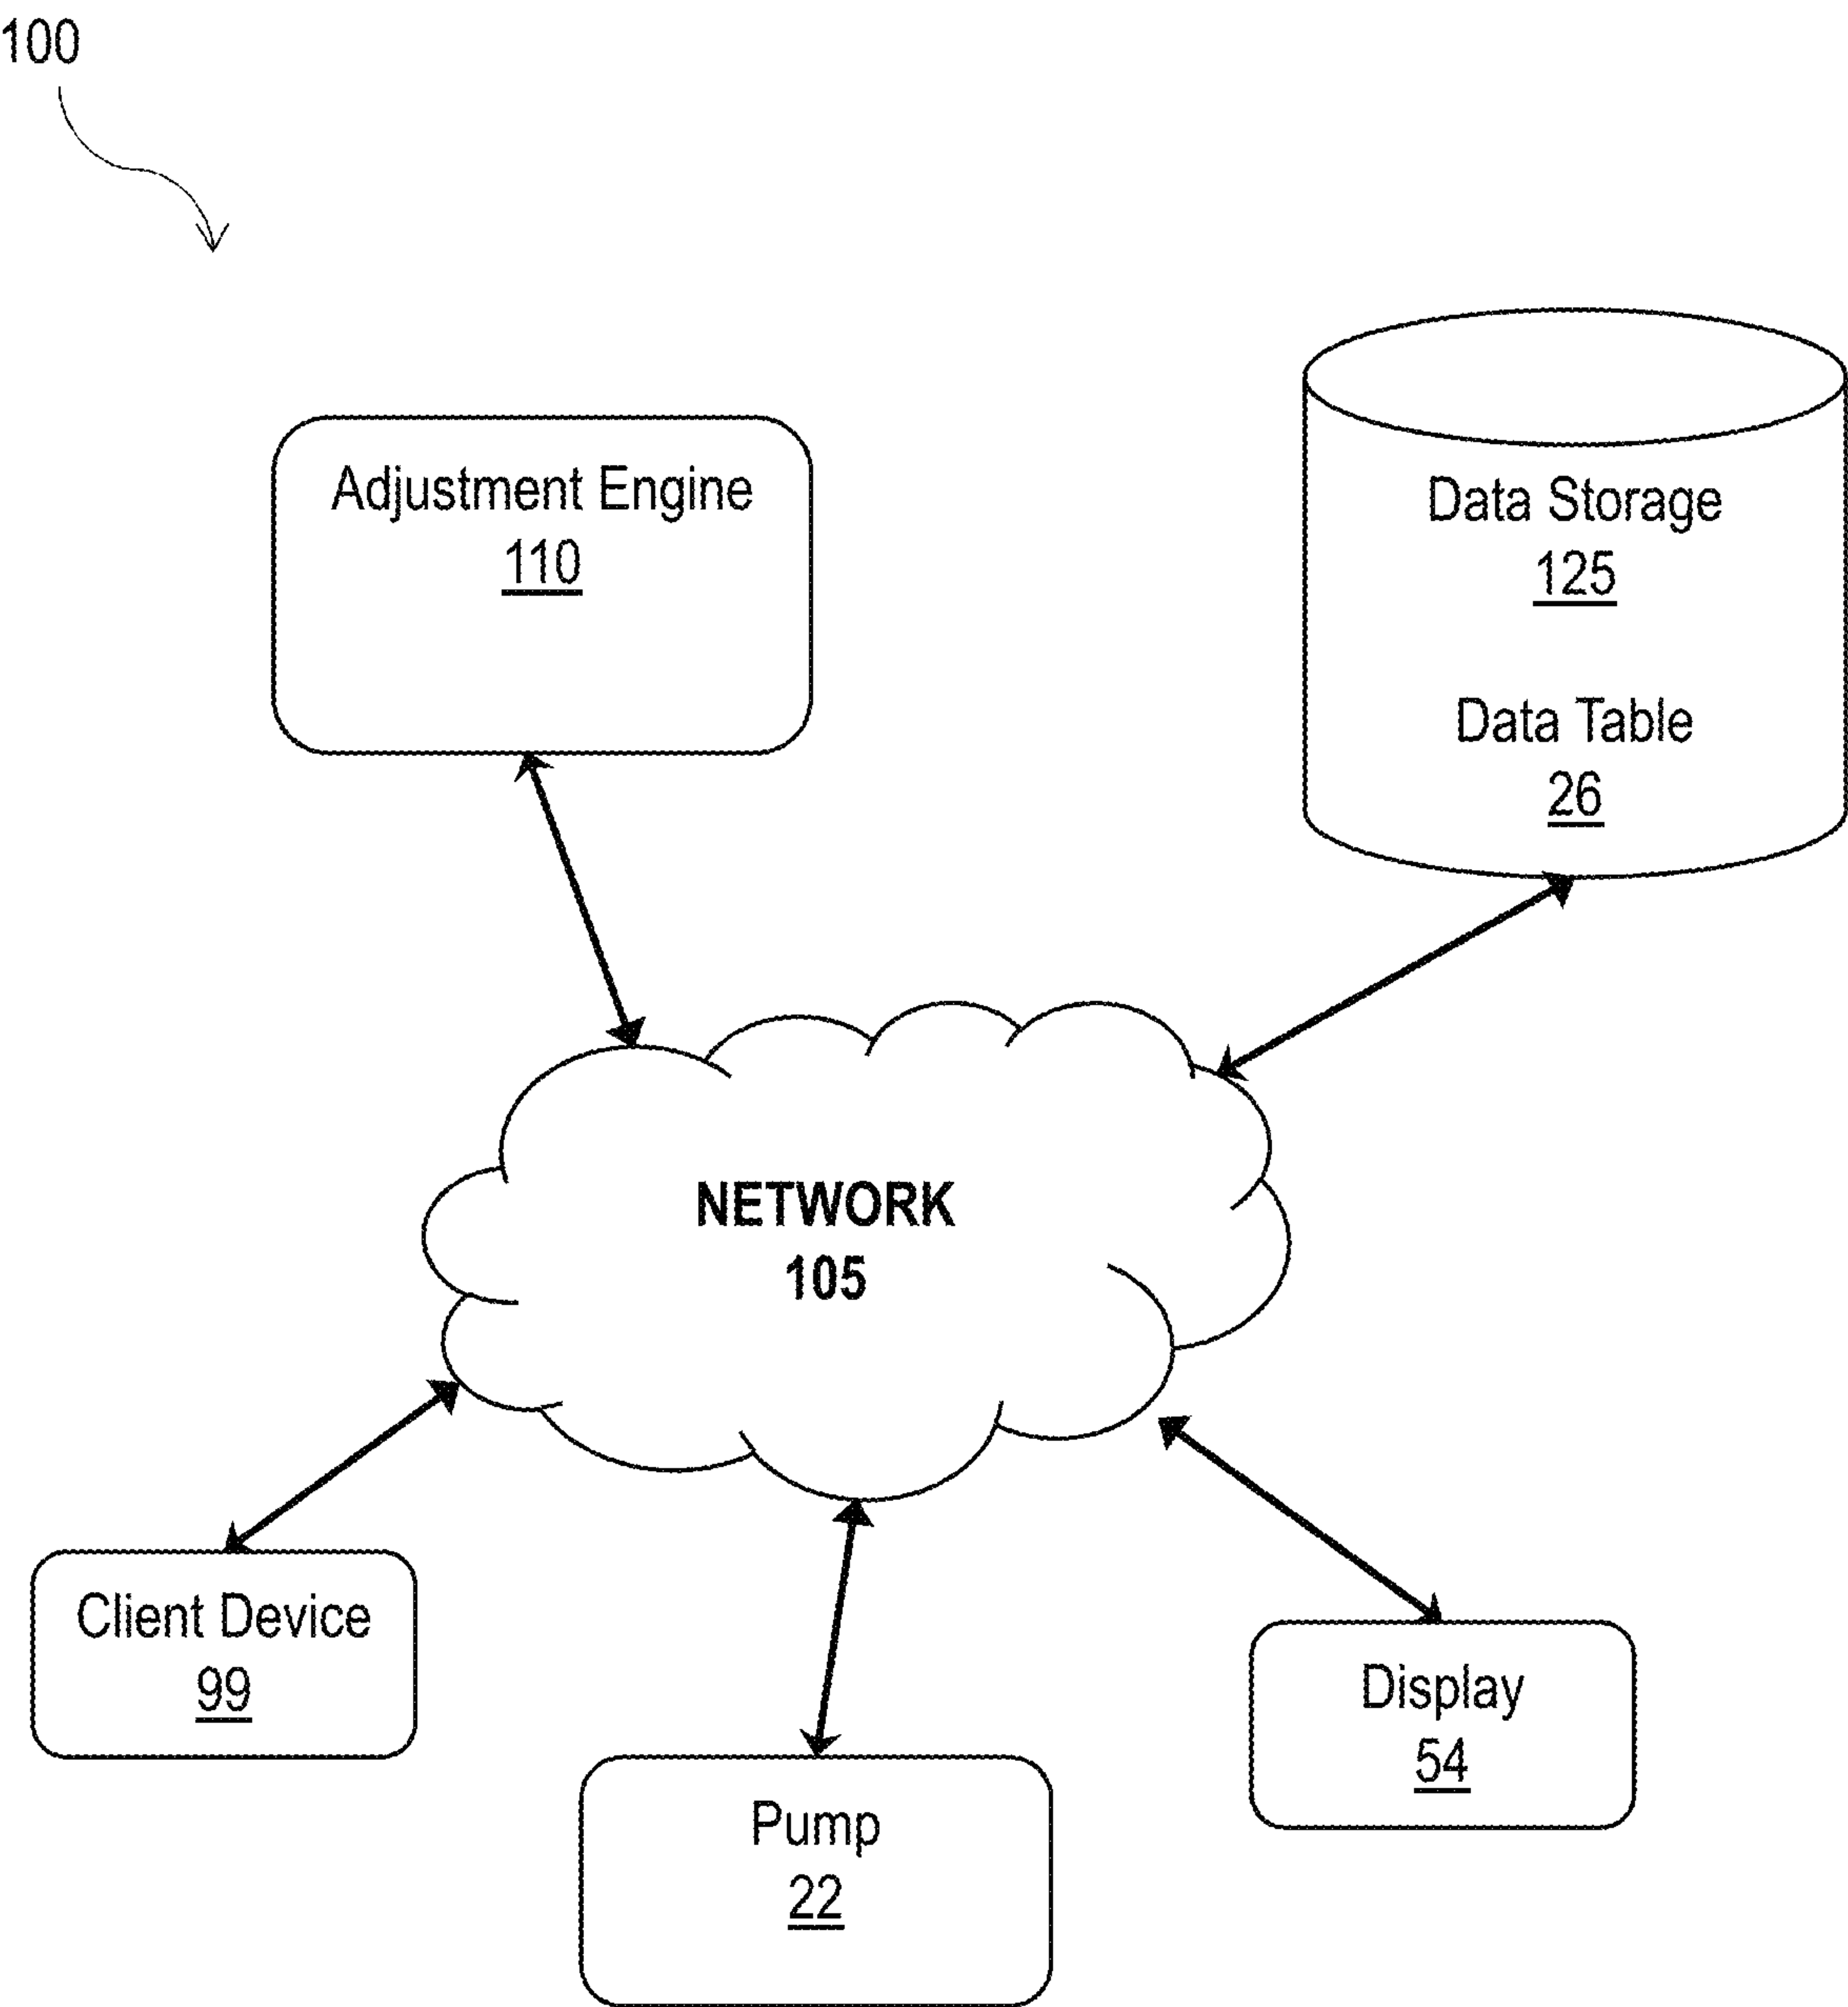 100
Adjustment Engine
110
Data Storage
125
Data Table
26
NETWORK
105
Client Device
99
Display
54
Pump
22